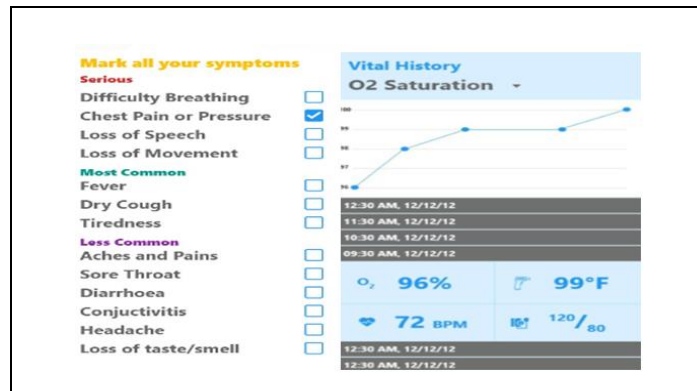 Mark all your symptoms
Serious
Difficulty Breathing
Chest Pain or Pressure
Loss of Speech
Loss of Movement
Most Common
Fever
Dry Cough
Tiredness
Less Common
Aches and Pains
Sore Throat
Diarrhoea
Conjuctivitis
Headache
Loss of taste/smell
Vital History
O2 Saturation
100
99
98
97
96
12:30 AM, 12/12/12
11:30 AM, 12/12/12
10:30 AM, 12/12/12
09:30 AM, 12/12/12
O₂ 96% 99°F
72 BPM 120/80
12:30 AM, 12/12/12
12:30 AM, 12/12/12